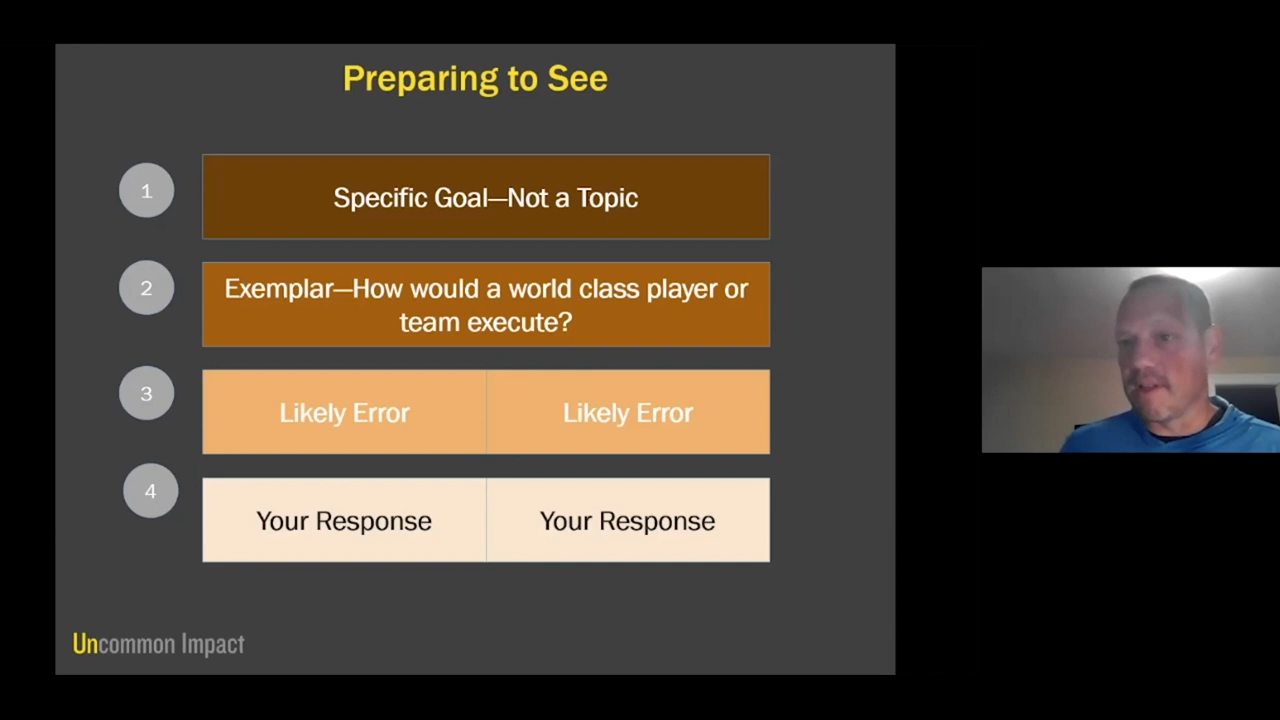 Preparing to See
1
Specific Goal—Not a Topic
2
Exemplar—How would a world class player or
team execute?
3
Likely Error
Likely Error
4
Your Response
Your Response
Uncommon Impact